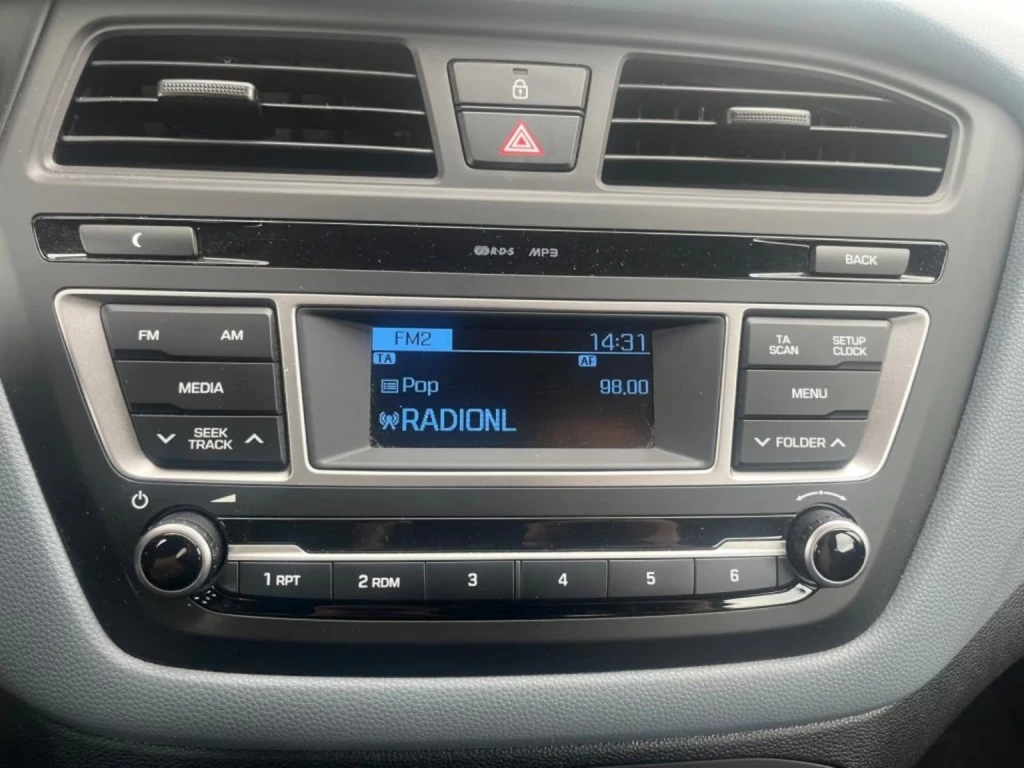 R·D·S MP3
BACK
FM AM
MEDIA
SEEK
TRACK
FM2 14:31
TA AF
Pop 98.00
RADIONL
TA
SCAN
SETUP
CLOCK
MENU
FOLDER
1 RPT 2 RDM 3 4 5 6